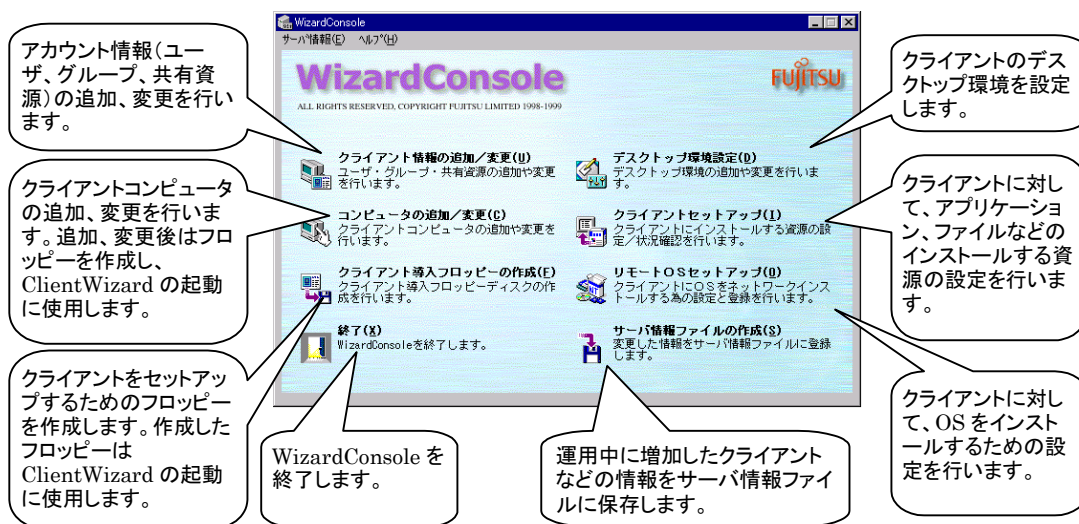 WizardConsole
サーバ情報(E) ヘルプ(H)
WizardConsole
FUJITSU
ALL RIGHTS RESERVED, COPYRIGHT FUJITSU LIMITED 1998-1999
クライアント情報の追加／変更(U)
ユーザ・グループ・共有資源の追加や変更
を行います。
コンピュータの追加／変更(C)
クライアントコンピュータの追加や変更を
行います。
クライアント導入フロッピーの作成(F)
クライアント導入フロッピーディスクの作
成を行います。
終了(X)
WizardConsoleを終了します。
デスクトップ環境設定(D)
デスクトップ環境の追加や変更を行いま
す。
クライアントセットアップ(I)
クライアントにインストールする資源の設
定／状況確認を行います。
リモートＯＳセットアップ(O)
クライアントにＯＳをネットワークインス
トールする為の設定と登録を行います。
サーバ情報ファイルの作成(S)
変更した情報をサーバ情報ファイルに登録
します。
アカウント情報（ユー
ザ、グループ、共有資
源）の追加、変更を行い
ます。
クライアントコンピュータ
の追加、変更を行いま
す。追加、変更後はフロ
ッピーを作成し、
ClientWizard の起動
に使用します。
クライアントをセットアッ
プするためのフロッピー
を作成します。作成した
フロッピーは
ClientWizard の起動
に使用します。
WizardConsole を
終了します。
運用中に増加したクライアント
などの情報をサーバ情報ファイ
ルに保存します。
クライアントのデス
クトップ環境を設定
します。
クライアントに対し
て、アプリケーショ
ン、ファイルなどの
インストールする資
源の設定を行いま
す。
クライアントに対し
て、OS をインスト
ールするための設
定を行います。